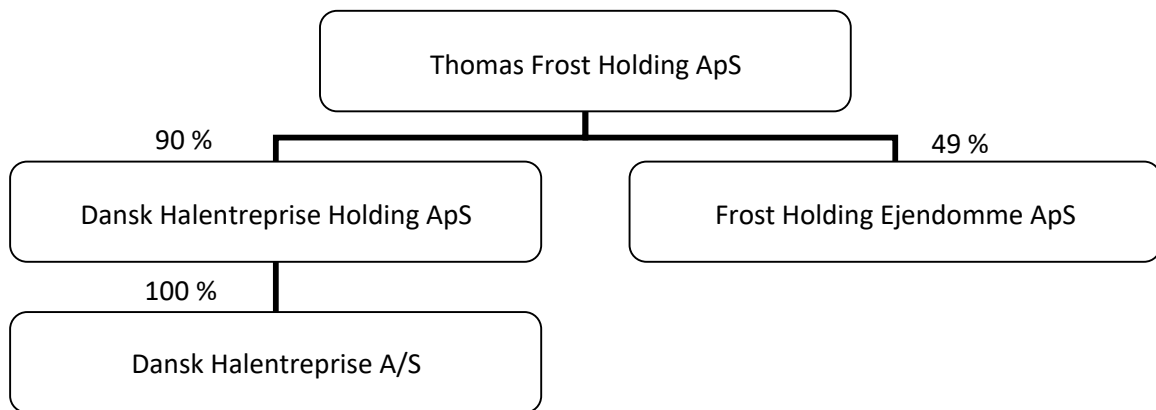 Thomas Frost Holding ApS
90 %
49 %
Dansk Halentreprise Holding ApS
Frost Holding Ejendomme ApS
100 %
Dansk Halentreprise A/S